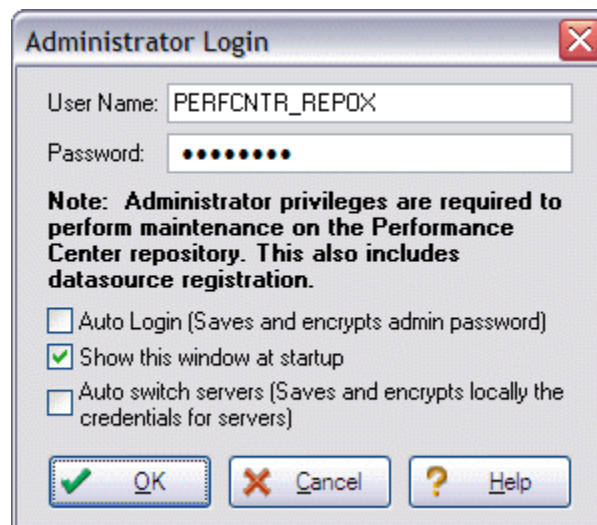 Administrator Login
User Name: PERFCNTR_REPOX
Password: ••••••••
Note: Administrator privileges are required to
perform maintenance on the Performance
Center repository. This also includes
datasource registration.
Auto Login (Saves and encrypts admin password)
Show this window at startup
Auto switch servers (Saves and encrypts locally the
credentials for servers)
OK Cancel ? Help